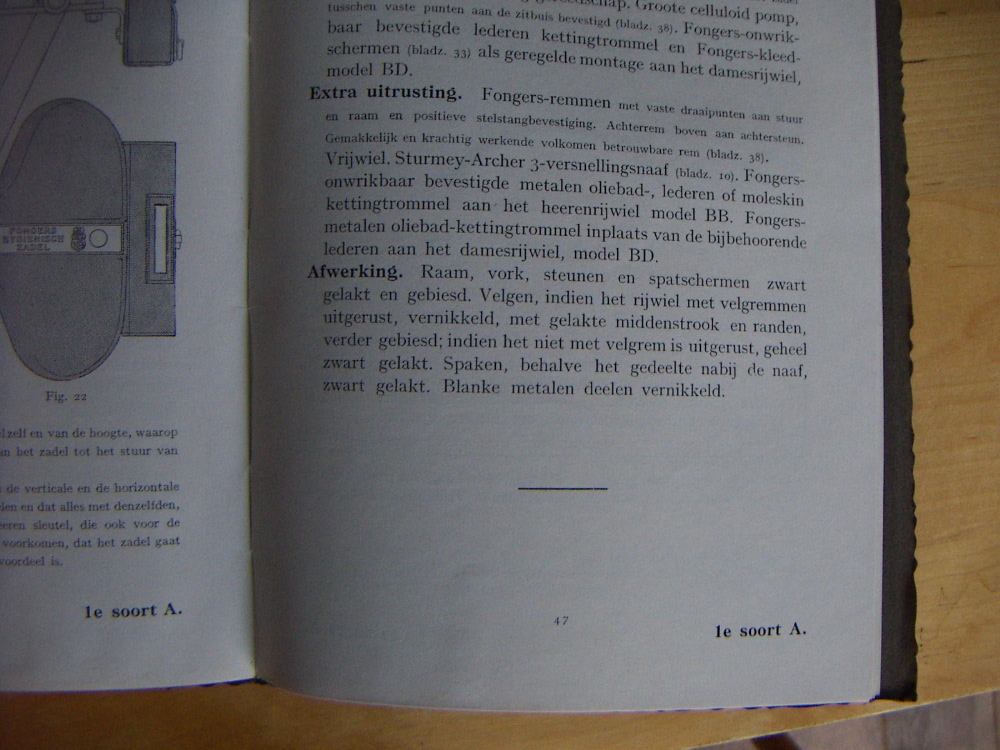 FONGERS
HYGIENISCH
ZADEL
Fig. 22
zelf en van de hoogte, waarop
het zadel tot het stuur van
de verticale en de horizontale
en dat alles met denzelfden,
sleutel, die ook voor de
voorkomen, dat het zadel gaat
voordeel is.
1e soort A.
Groote celluloid pomp,
tusschen vaste punten aan de zitbuis bevestigd (bladz. 38). Fongers-onwrik-
baar bevestigde lederen kettingtrommel en Fongers-kleed-
schermen (bladz. 33) als geregelde montage aan het damesrijwiel,
model BD.
Extra uitrusting. Fongers-remmen met vaste draaipunten aan stuur
en raam en positieve stelstangbevestiging. Achterrem boven aan achtersteun.
Gemakkelijk en krachtig werkende volkomen betrouwbare rem (bladz. 38).
Vrijwiel. Sturmey-Archer 3-versnellingsnaaf (bladz. 10). Fongers-
onwrikbaar bevestigde metalen oliebad-, lederen of moleskin
kettingtrommel aan het heerenrijwiel model BB. Fongers-
metalen oliebad-kettingtrommel inplaats van de bijbehoorende
lederen aan het damesrijwiel, model BD.
Afwerking. Raam, vork, steunen en spatschermen zwart
gelakt en gebiesd. Velgen, indien het rijwiel met velgremmen
uitgerust, vernikkeld, met gelakte middenstrook en randen,
verder gebiesd; indien het niet met velgrem is uitgerust, geheel
zwart gelakt. Spaken, behalve het gedeelte nabij de naaf,
zwart gelakt. Blanke metalen deelen vernikkeld.
47
1e soort A.